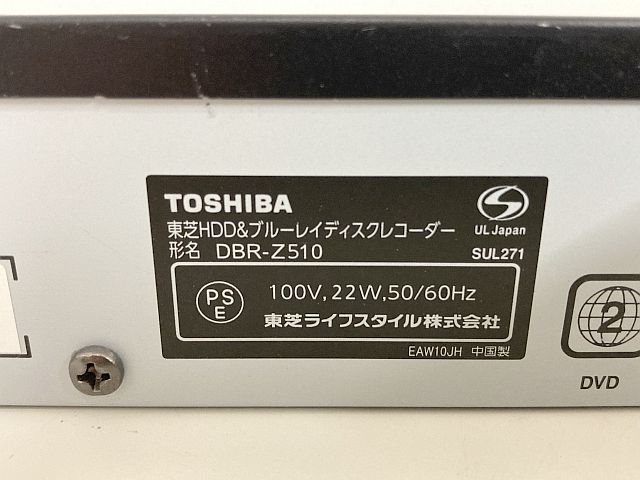 TOSHIBA
東芝HDD&ブルーレイディスクレコーダー
形名 DBR-Z510
UL Japan
SUL271
PS
E
100V, 22W, 50/60Hz
東芝ライフスタイル株式会社
EAW10JH 中国製
2
DVD